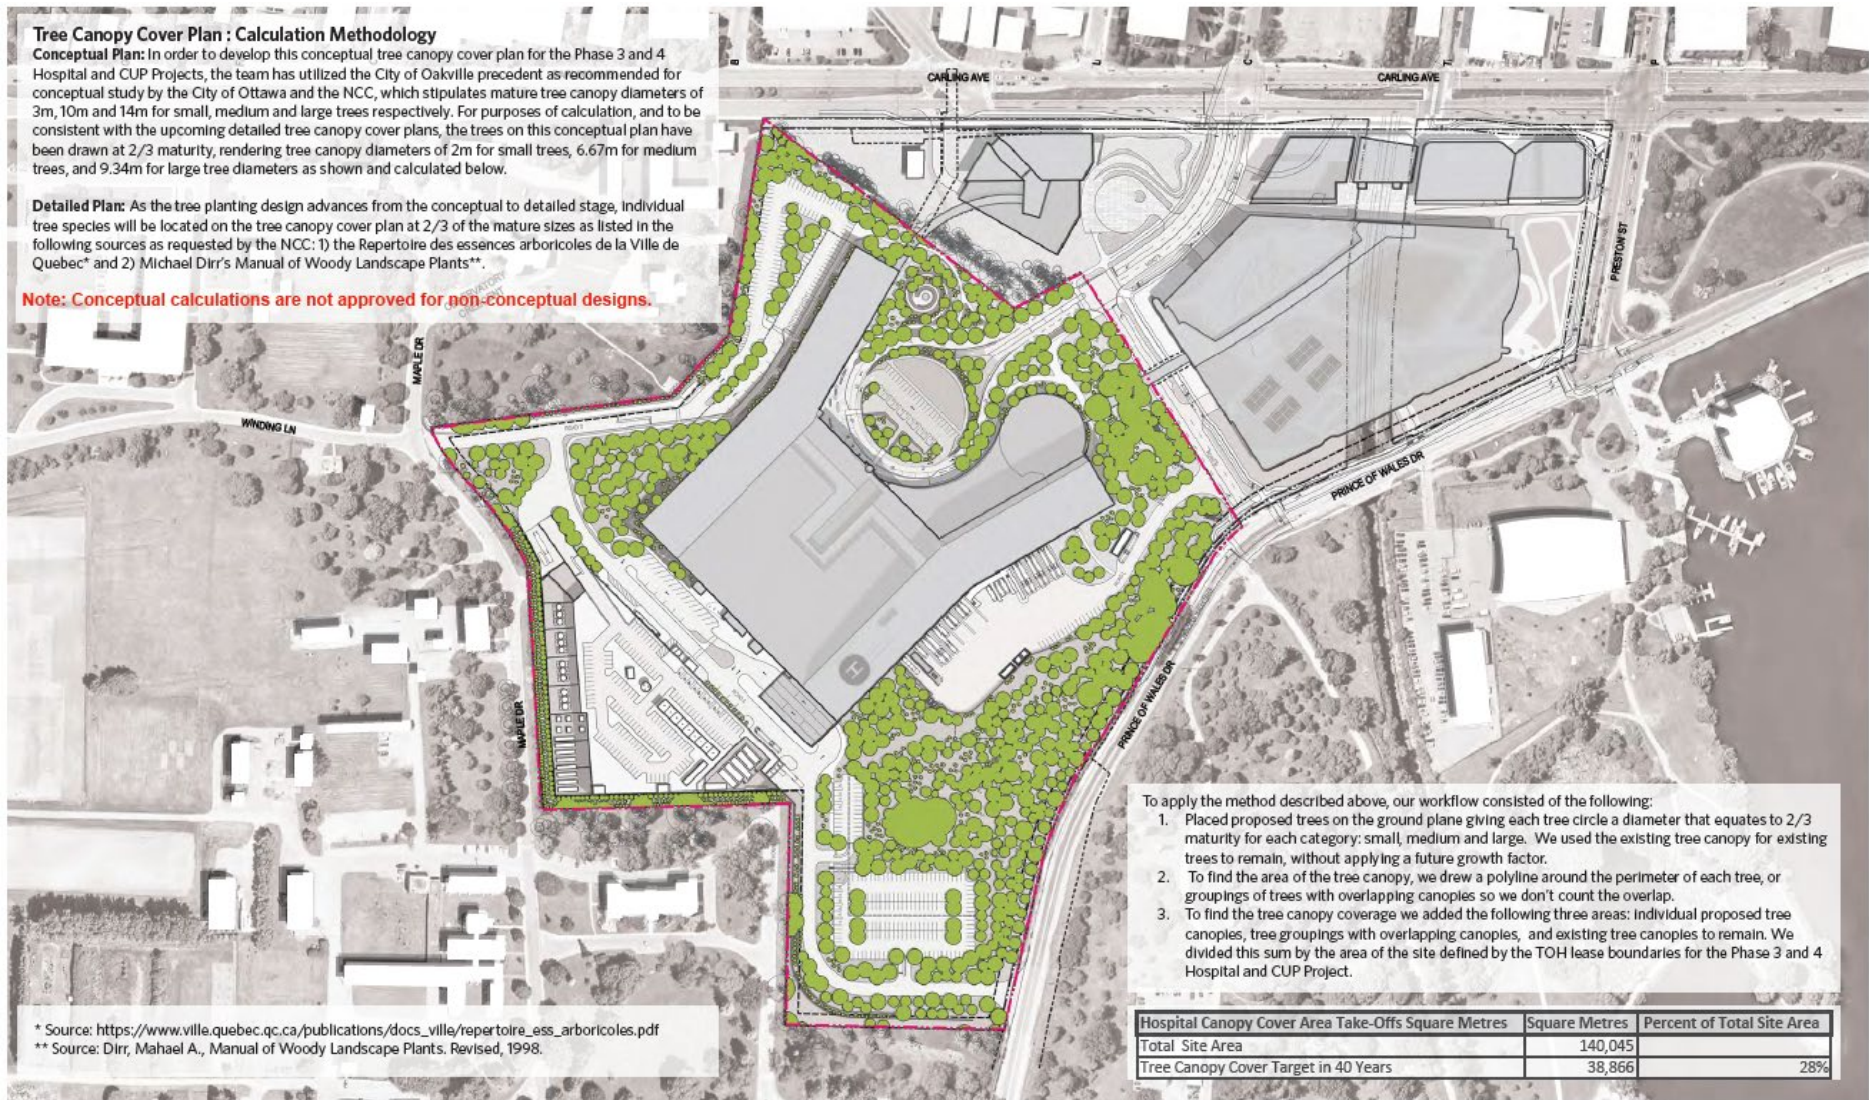 Tree Canopy Cover Plan : Calculation Methodology
Conceptual Plan: In order to develop this conceptual tree canopy cover plan for the Phase 3 and 4
Hospital and CUP Projects, the team has utilized the City of Oakville precedent as recommended for
conceptual study by the City of Ottawa and the NCC, which stipulates mature tree canopy diameters of
3m, 10m and 14m for small, medium and large trees respectively. For purposes of calculation, and to be
consistent with the upcoming detailed tree canopy cover plans, the trees on this conceptual plan have
been drawn at 2/3 maturity, rendering tree canopy diameters of 2m for small trees, 6.67m for medium
trees, and 9.34m for large tree diameters as shown and calculated below.
Detailed Plan: As the tree planting design advances from the conceptual to detailed stage, individual
tree species will be located on the tree canopy cover plan at 2/3 of the mature sizes as listed in the
following sources as requested by the NCC: 1) the Repertoire des essences arboricoles de la Ville de
Quebec* and 2) Michael Dirr's Manual of Woody Landscape Plants**.
Note: Conceptual calculations are not approved for non-conceptual designs.
CARLING AVE
CARLING AVE
PRESTON ST
MAPLE DR
WINDING LN
PRINCE OF WALES DR
H
MAPLE DR
PRINCE OF WALES DR
To apply the method described above, our workflow consisted of the following:
1. Placed proposed trees on the ground plane giving each tree circle a diameter that equates to 2/3
maturity for each category: small, medium and large. We used the existing tree canopy for existing
trees to remain, without applying a future growth factor.
2. To find the area of the tree canopy, we drew a polyline around the perimeter of each tree, or
groupings of trees with overlapping canopies so we don't count the overlap.
3. To find the tree canopy coverage we added the following three areas: individual proposed tree
canopies, tree groupings with overlapping canopies, and existing tree canopies to remain. We
divided this sum by the area of the site defined by the TOH lease boundaries for the Phase 3 and 4
Hospital and CUP Project.
* Source: https://www.ville.quebec.qc.ca/publications/docs_ville/repertoire_ess_arboricoles.pdf
** Source: Dirr, Mahael A., Manual of Woody Landscape Plants. Revised, 1998.
Hospital Canopy Cover Area Take-Offs Square Metres Square Metres Percent of Total Site Area
Total Site Area 140,045
Tree Canopy Cover Target in 40 Years 38,866 28%